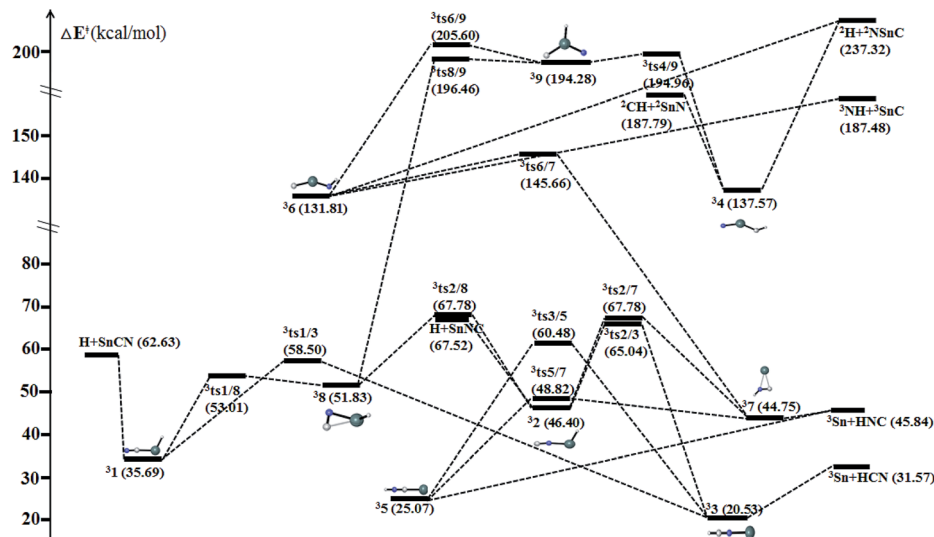 ΔE‡(kcal/mol)
200
150
140
80
70
60
50
40
30
20
³ts6/9
(205.60)
³ts8/9
(196.46)
³9 (194.28)
³ts4/9
(194.96)
²CH+²SnN
(187.79)
²H+²NSnC
(237.32)
³NH+³SnC
(187.48)
³ts6/7
(145.66)
³6 (131.81)
³4 (137.57)
H+SnCN (62.63)
³ts1/3
(58.50)
³ts1/8
(53.01)
³8 (51.83)
³1 (35.69)
³ts2/8
(67.78)
H+SnNC
(67.52)
³ts3/5
(60.48)
³ts5/7
(48.82)
³2 (46.40)
³ts2/7
(67.78)
³ts2/3
(65.04)
³7 (44.75)
³Sn+HNC (45.84)
³Sn+HCN (31.57)
³5 (25.07)
³3 (20.53)